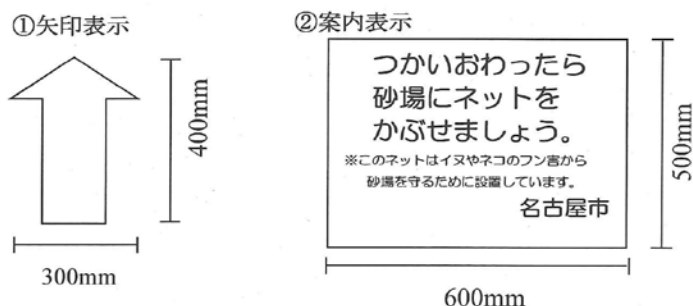 ①矢印表示
400mm
300mm
②案内表示
つかいおわったら
砂場にネットを
かぶせましょう。
※このネットはイヌやネコのフン害から
砂場を守るために設置しています。
名古屋市
500mm
600mm